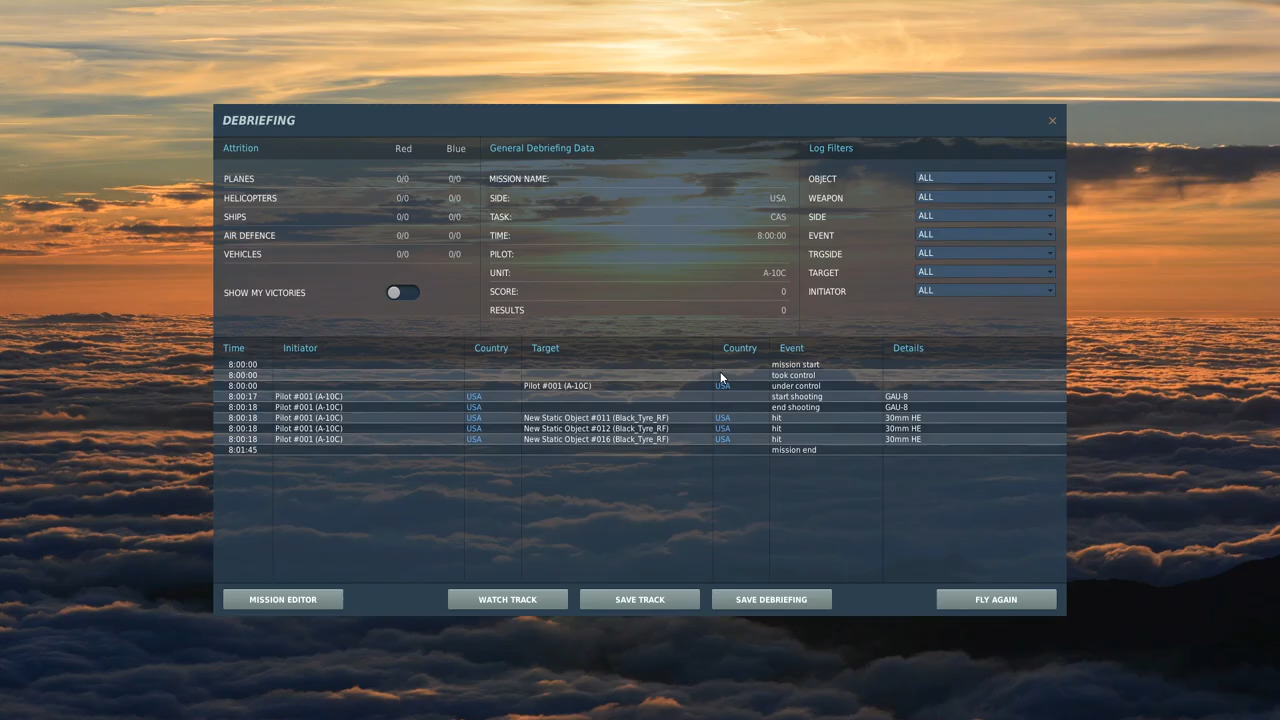 DEBRIEFING
Attrition Red Blue
PLANES 0/0 0/0
HELICOPTERS 0/0 0/0
SHIPS 0/0 0/0
AIR DEFENCE 0/0 0/0
VEHICLES 0/0 0/0
SHOW MY VICTORIES
General Debriefing Data
MISSION NAME:
SIDE: USA
TASK: CAS
TIME: 8:00:00
PILOT:
UNIT: A-10C
SCORE: 0
RESULTS 0
Log Filters
OBJECT ALL
WEAPON ALL
SIDE ALL
EVENT ALL
TRGSIDE ALL
TARGET ALL
INITIATOR ALL
Time Initiator Country Target Country Event Details
8:00:00 mission start
8:00:00 took control
8:00:00 Pilot #001 (A-10C) USA under control
8:00:17 Pilot #001 (A-10C) USA start shooting GAU-8
8:00:18 Pilot #001 (A-10C) USA end shooting GAU-8
8:00:18 Pilot #001 (A-10C) USA New Static Object #011 (Black_Tyre_RF) USA hit 30mm HE
8:00:18 Pilot #001 (A-10C) USA New Static Object #012 (Black_Tyre_RF) USA hit 30mm HE
8:00:18 Pilot #001 (A-10C) USA New Static Object #016 (Black_Tyre_RF) USA hit 30mm HE
8:01:45 mission end
MISSION EDITOR WATCH TRACK SAVE TRACK SAVE DEBRIEFING FLY AGAIN